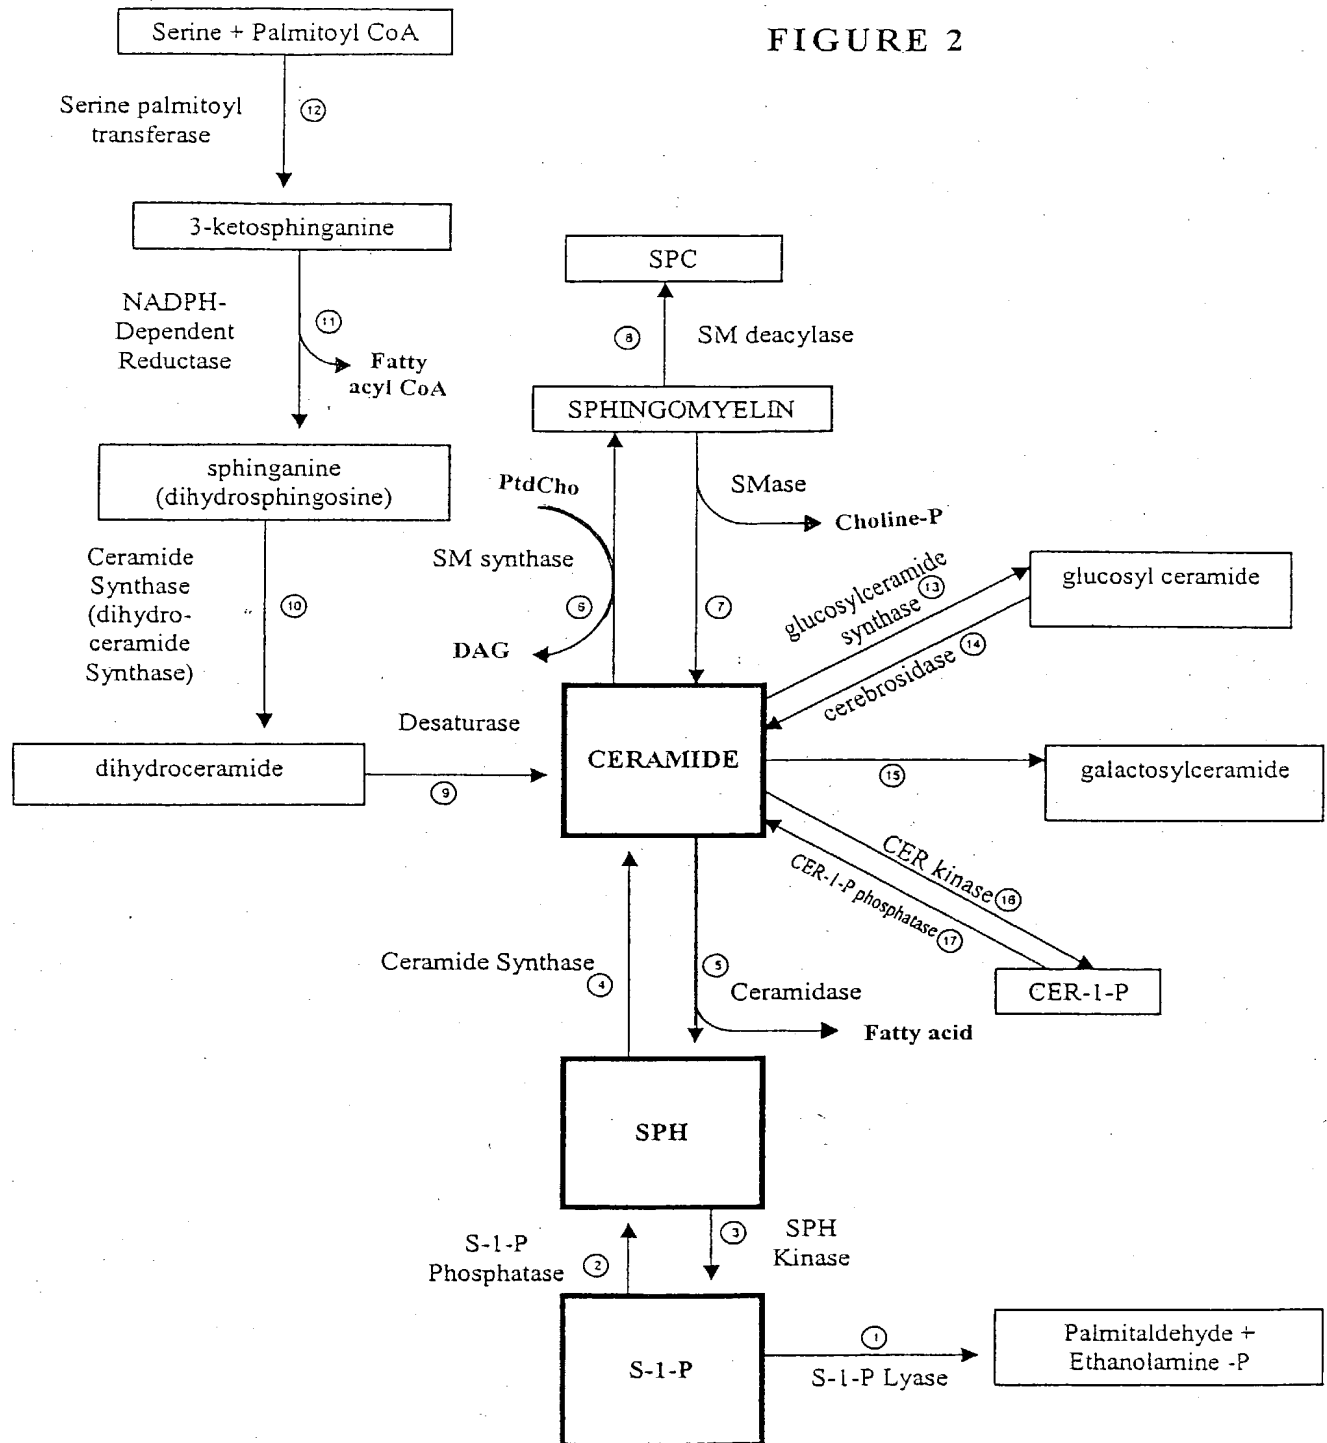 FIGURE 2
Serine + Palmitoyl CoA
Serine palmitoyl
transferase
12
3-ketosphinganine
NADPH-
Dependent
Reductase
11
Fatty
acyl CoA
sphinganine
(dihydrosphingosine)
Ceramide
Synthase
(dihydro-
ceramide
Synthase)
10
dihydroceramide
Desaturase
9
SPC
8
SM deacylase
SPHINGOMYELIN
PtdCho
SM synthase
6
DAG
SMase
Choline-P
7
glucosylceramide
synthase
13
glucosyl ceramide
cerebrosidase
14
CERAMIDE
15
galactosylceramide
CER kinase
16
CER-1-P phosphatase
17
CER-1-P
Ceramide Synthase
4
5
Ceramidase
Fatty acid
SPH
S-1-P
Phosphatase
2
3
SPH
Kinase
S-1-P
1
S-1-P Lyase
Palmitaldehyde +
Ethanolamine -P